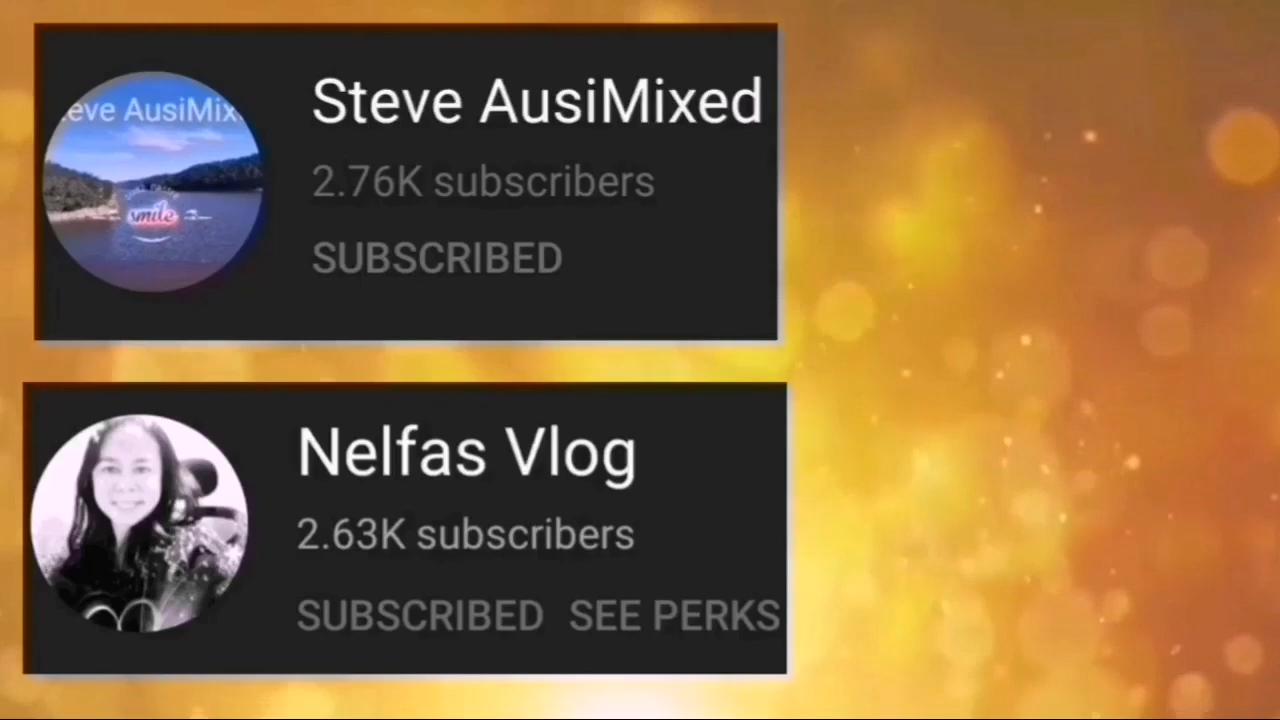 eve AusiMix
smile
Steve AusiMixed
2.76K subscribers
SUBSCRIBED
Nelfas Vlog
2.63K subscribers
SUBSCRIBED SEE PERKS